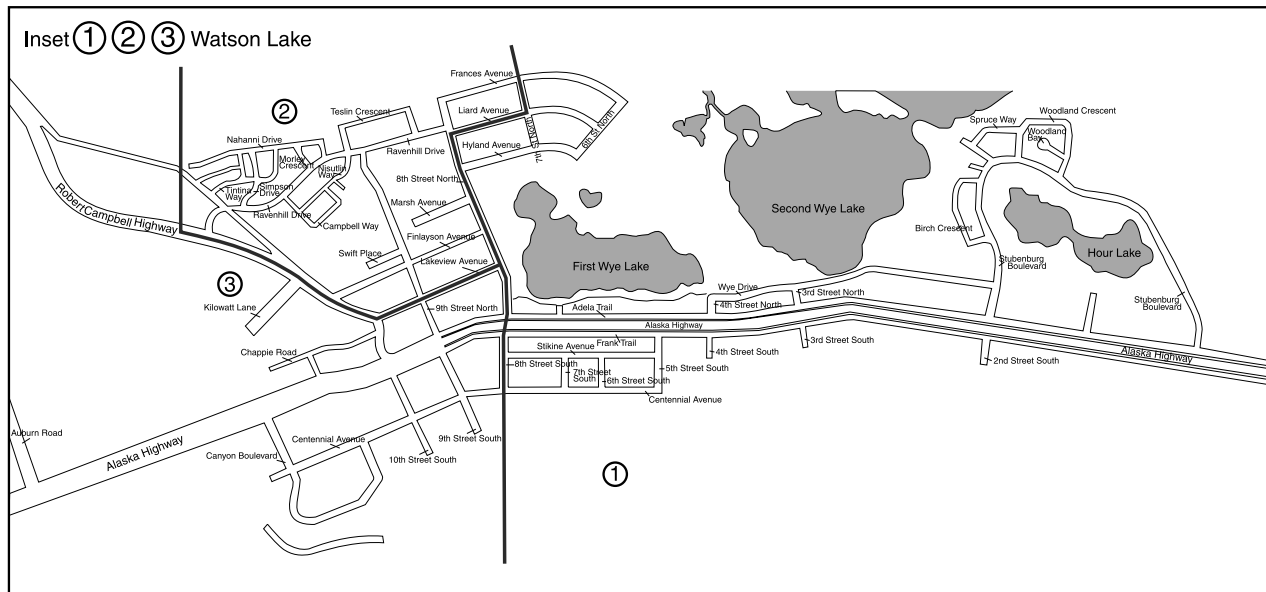 Inset 1 2 3 Watson Lake
Frances Avenue
Teslin Crescent
Liard Avenue
2
Nahanni Drive
Hyland Avenue
7th St North
6th St North
Morley
Crescent
Nisutlin
Way
Ravenhill Drive
8th Street North
Tintina
Way
Simpson
Drive
Ravenhill Drive
Campbell Way
Marsh Avenue
Finlayson Avenue
Swift Place
Lakeview Avenue
Robert Campbell Highway
3
Kilowatt Lane
9th Street North
Chappie Road
First Wye Lake
Second Wye Lake
Spruce Way
Woodland Crescent
Woodland
Bay
Birch Crescent
Stubenburg
Boulevard
Hour Lake
Stubenburg
Boulevard
Wye Drive
3rd Street North
4th Street North
Adela Trail
Alaska Highway
Frank Trail
Stikine Avenue
8th Street South
7th Street
South
6th Street South
5th Street South
4th Street South
3rd Street South
2nd Street South
Alaska Highway
Centennial Avenue
Auburn Road
Alaska Highway
Centennial Avenue
Canyon Boulevard
9th Street South
10th Street South
1